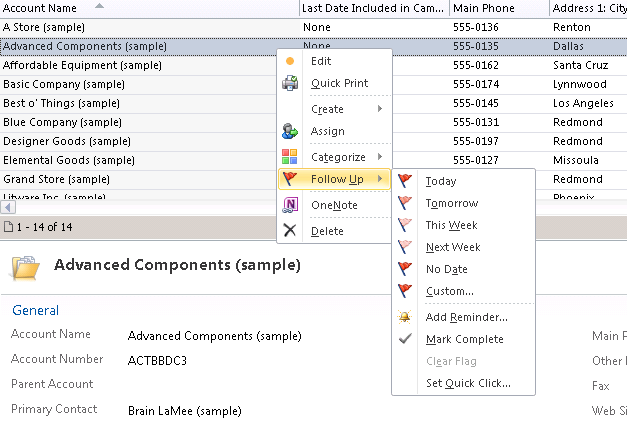 Account Name Last Date Included in Cam... Main Phone Address 1: City
A Store (sample) None 555-0136 Renton
Advanced Components (sample) None 555-0135 Dallas
Affordable Equipment (sample) 555-0162 Santa Cruz
Basic Company (sample) 555-0174 Lynnwood
Best o' Things (sample) 555-0145 Los Angeles
Blue Company (sample) 555-0131 Redmond
Designer Goods (sample) 555-0197 Redmond
Elemental Goods (sample) 555-0127 Missoula
Grand Store (sample) Redmond
Litware Inc. (sample) Phoenix
1 - 14 of 14
Edit
Quick Print
Create
Assign
Categorize
Follow Up
OneNote
Delete
Today
Tomorrow
This Week
Next Week
No Date
Custom...
Add Reminder...
Mark Complete
Clear Flag
Set Quick Click...
Advanced Components (sample)
General
Account Name Advanced Components (sample) Main P
Account Number ACTBBDC3 Other
Parent Account Fax
Primary Contact Brain LaMee (sample) Web Si